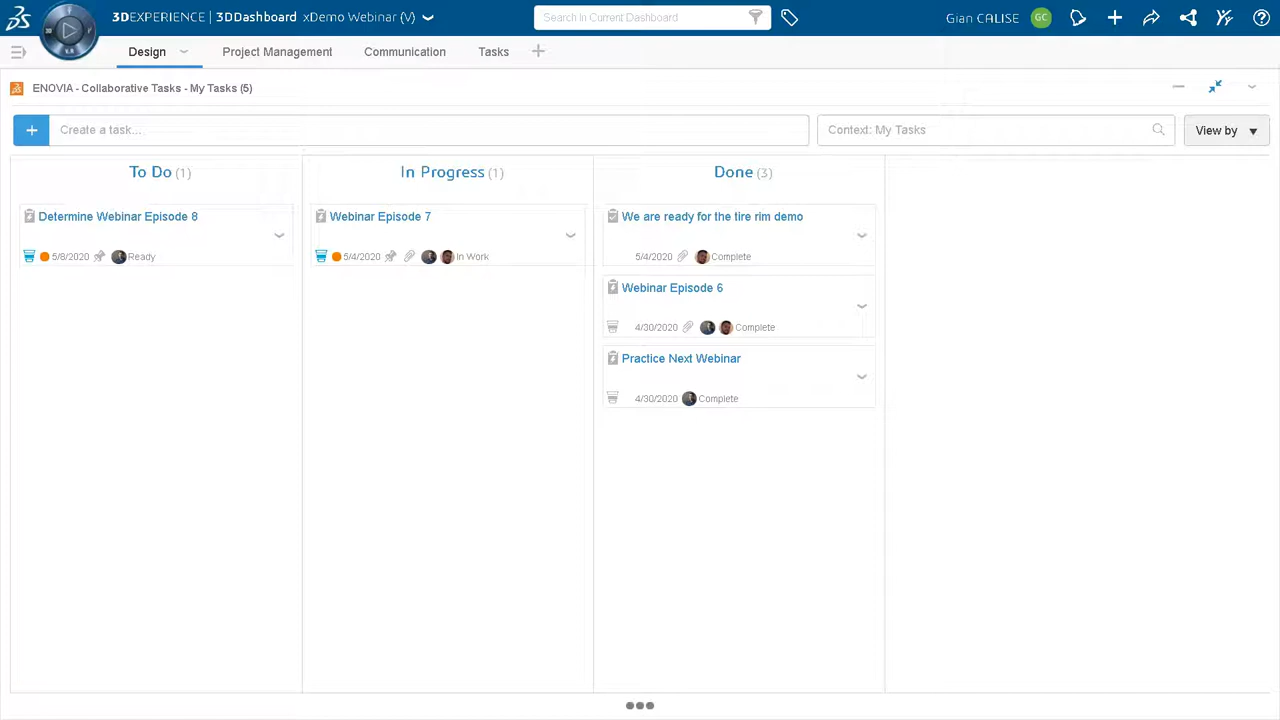 3DEXPERIENCE | 3DDashboard xDemo Webinar (V)
Search In Current Dashboard
Gian CALISE GC
3D V.R
Design Project Management Communication Tasks
ENOVIA - Collaborative Tasks - My Tasks (5)
+ Create a task...
Context: My Tasks
View by
To Do (1)
Determine Webinar Episode 8
5/8/2020 Ready
In Progress (1)
Webinar Episode 7
5/4/2020 In Work
Done (3)
We are ready for the tire rim demo
5/4/2020 Complete
Webinar Episode 6
4/30/2020 Complete
Practice Next Webinar
4/30/2020 Complete